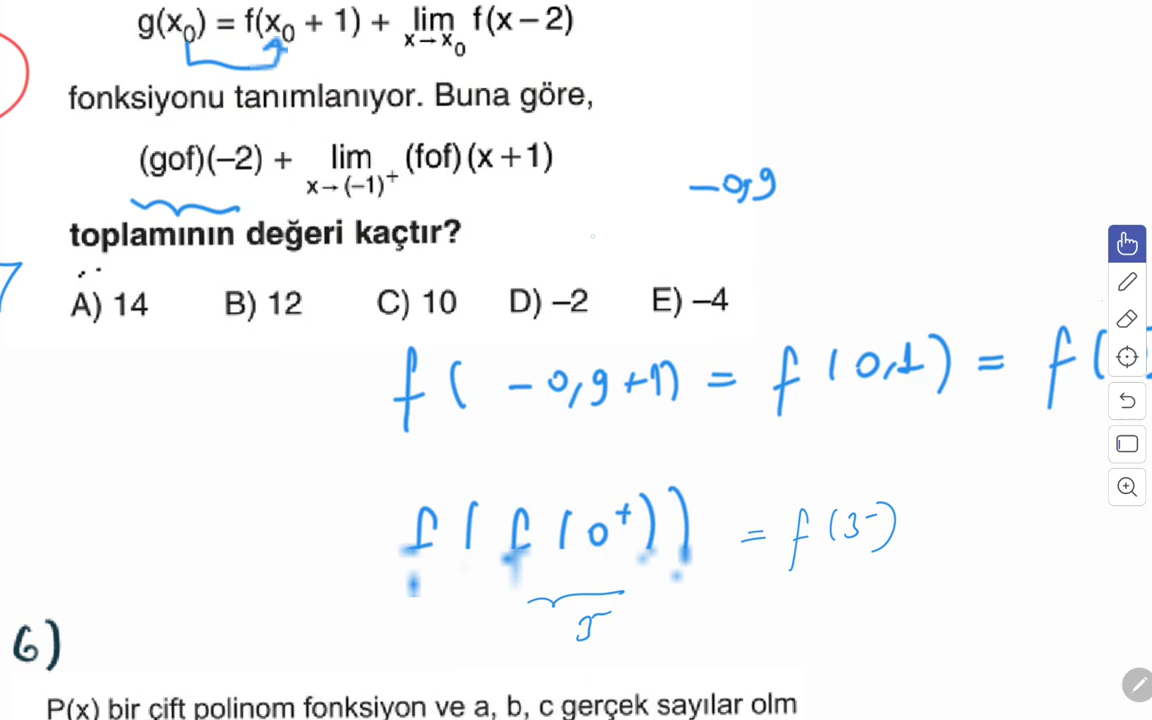 g(x₀) = f(x₀ + 1) + lim f(x – 2)
x→x₀
fonksiyonu tanımlanıyor. Buna göre,
(gof)(–2) + lim (fof)(x + 1)
x→(–1)⁺
–0,9
toplamının değeri kaçtır?
7
A) 14 B) 12 C) 10 D) –2 E) –4
f( –0,9+1) = f(0,1) = f(
f(f(0⁺)) = f(3⁻)
3⁻
6)
P(x) bir çift polinom fonksiyon ve a, b, c gerçek sayılar olm